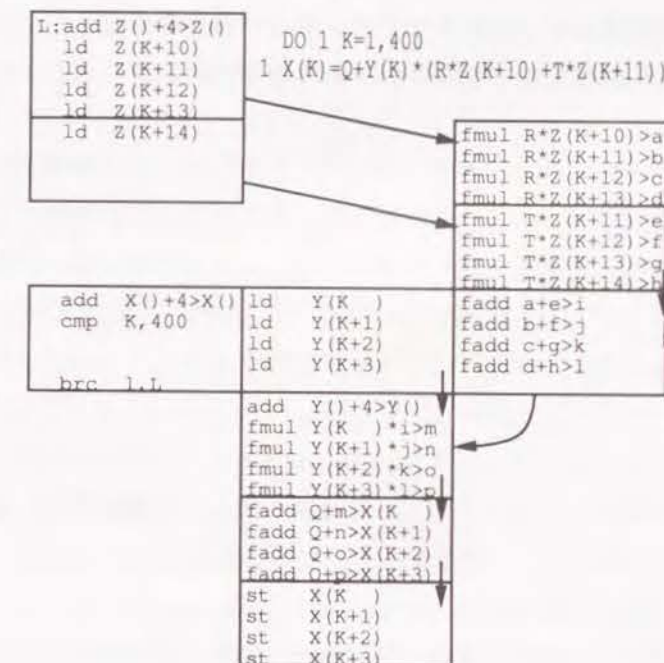 L:add Z()+4>Z()
ld Z(K+10)
ld Z(K+11)
ld Z(K+12)
ld Z(K+13)
ld Z(K+14)
DO 1 K=1,400
1 X(K)=Q+Y(K)*(R*Z(K+10)+T*Z(K+11))
fmul R*Z(K+10)>a
fmul R*Z(K+11)>b
fmul R*Z(K+12)>c
fmul R*Z(K+13)>d
fmul T*Z(K+11)>e
fmul T*Z(K+12)>f
fmul T*Z(K+13)>g
fmul T*Z(K+14)>h
add X()+4>X()
cmp K,400
brc 1,L
ld Y(K )
ld Y(K+1)
ld Y(K+2)
ld Y(K+3)
fadd a+e>i
fadd b+f>j
fadd c+g>k
fadd d+h>l
add Y()+4>Y()
fmul Y(K )*i>m
fmul Y(K+1)*j>n
fmul Y(K+2)*k>o
fmul Y(K+3)*l>p
fadd Q+m>X(K )
fadd Q+n>X(K+1)
fadd Q+o>X(K+2)
fadd Q+p>X(K+3)
st X(K )
st X(K+1)
st X(K+2)
st X(K+3)